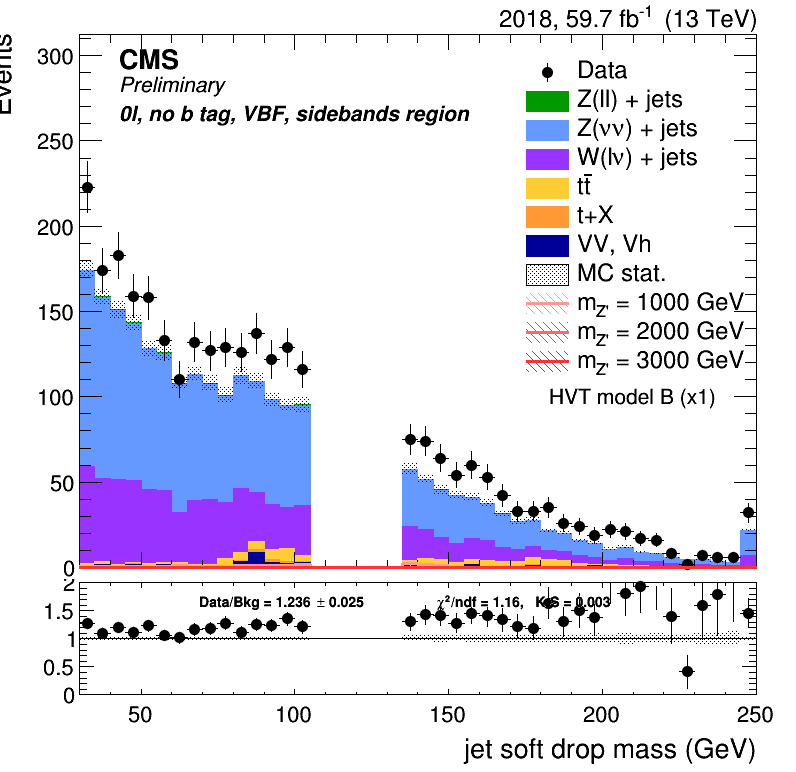 2018, 59.7 fb⁻¹ (13 TeV)
Events
CMS
Preliminary
0l, no b tag, VBF, sidebands region
Data
Z(ll) + jets
Z(νν) + jets
W(lν) + jets
tt̄
t+X
VV, Vh
MC stat.
m_Z' = 1000 GeV
m_Z' = 2000 GeV
m_Z' = 3000 GeV
HVT model B (x1)
300
250
200
150
100
50
0
Data/Bkg = 1.236 ± 0.025
χ²/ndf = 1.16, K-S = 0.003
2
1.5
1
0.5
0
50 100 150 200 250
jet soft drop mass (GeV)